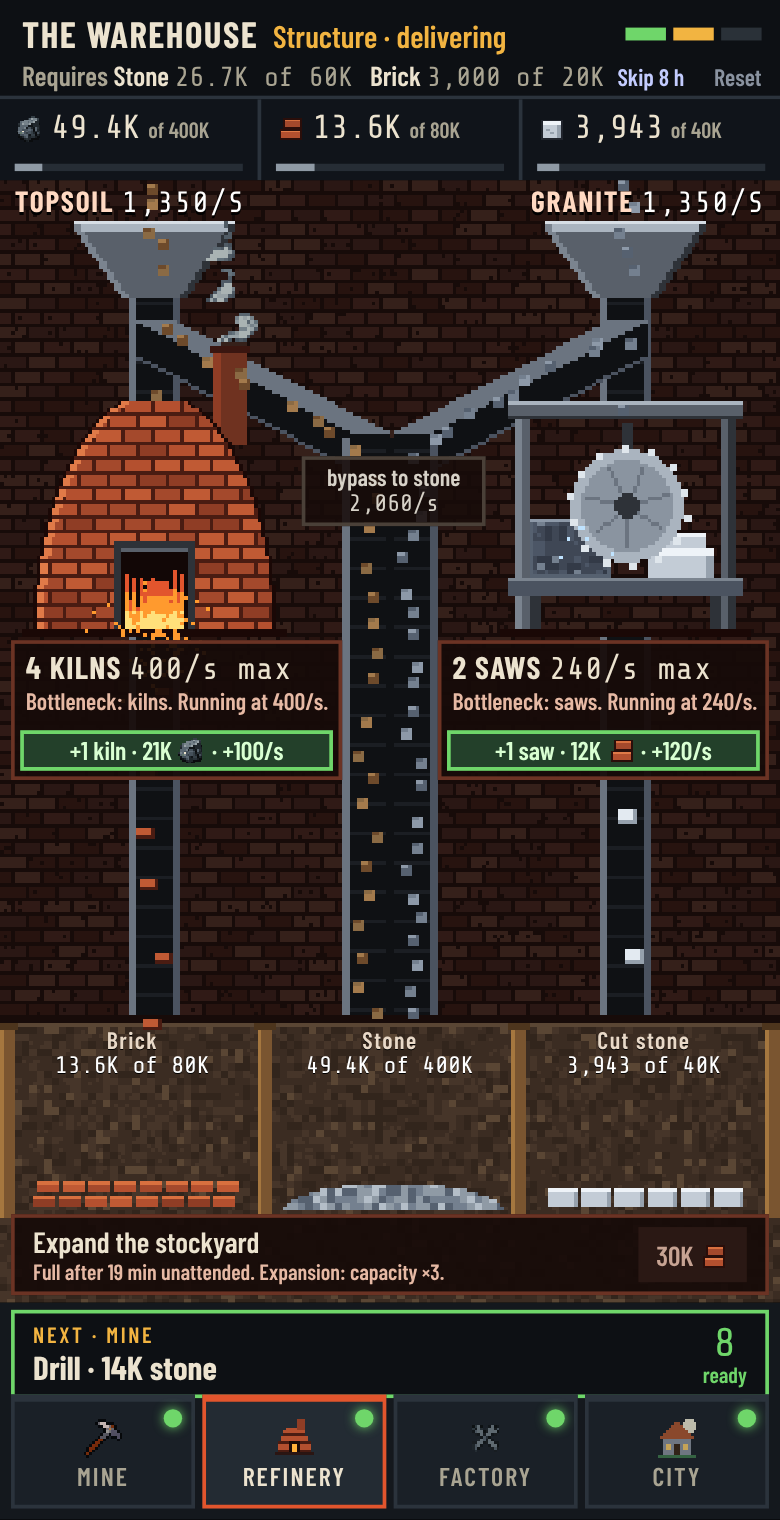 THE WAREHOUSE Structure · delivering
Requires Stone 26.7K of 60K Brick 3,000 of 20K Skip 8 h Reset
49.4K of 400K 13.6K of 80K 3,943 of 40K
TOPSOIL 1,350/S GRANITE 1,350/S
bypass to stone
2,060/s
4 KILNS 400/s max
Bottleneck: kilns. Running at 400/s.
+1 kiln · 21K · +100/s
2 SAWS 240/s max
Bottleneck: saws. Running at 240/s.
+1 saw · 12K · +120/s
Brick
13.6K of 80K
Stone
49.4K of 400K
Cut stone
3,943 of 40K
Expand the stockyard
Full after 19 min unattended. Expansion: capacity ×3.
30K
NEXT · MINE
Drill · 14K stone
8
ready
MINE REFINERY FACTORY CITY